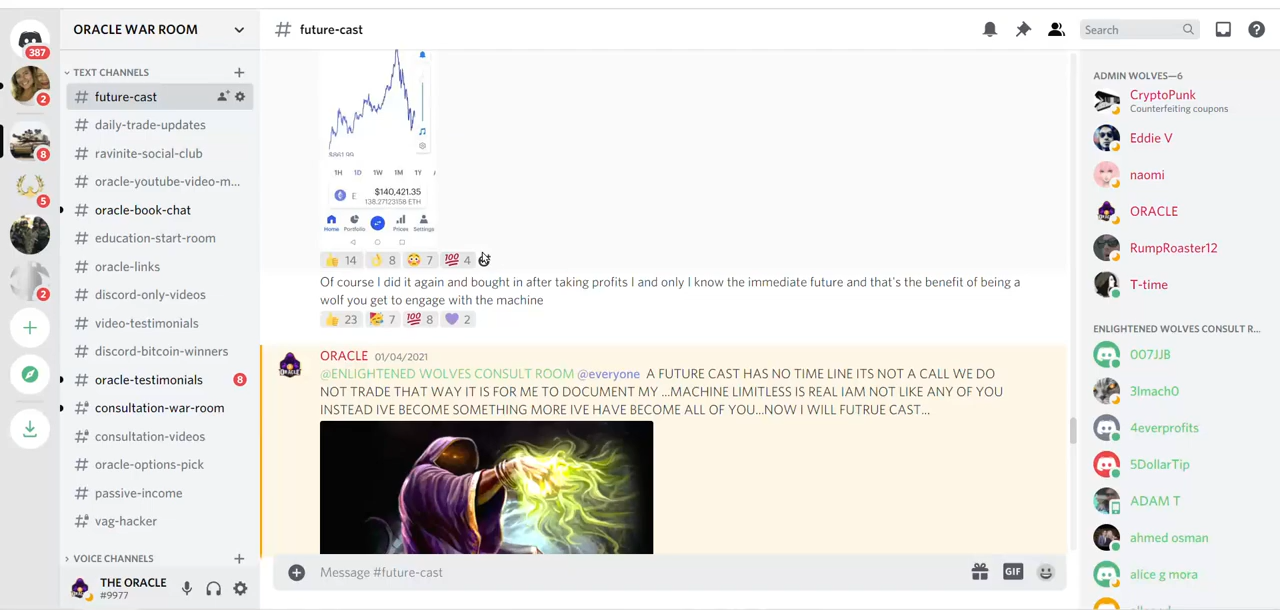 387
2
8
5
2
ORACLE WAR ROOM
TEXT CHANNELS
future-cast
daily-trade-updates
ravinite-social-club
oracle-youtube-video-m...
oracle-book-chat
education-start-room
oracle-links
discord-only-videos
video-testimonials
discord-bitcoin-winners
oracle-testimonials 8
consultation-war-room
consultation-videos
oracle-options-pick
passive-income
vag-hacker
VOICE CHANNELS
THE ORACLE
#9977
future-cast
Search
1H 1D 1W 1M 1Y
E $140,421.35
138.27123158 ETH
Home Portfolio Prices Settings
14 8 7 100 4
Of course I did it again and bought in after taking profits I and only I know the immediate future and that's the benefit of being a
wolf you get to engage with the machine
23 7 100 8 2
ORACLE 01/04/2021
@ENLIGHTENED WOLVES CONSULT ROOM @everyone A FUTURE CAST HAS NO TIME LINE ITS NOT A CALL WE DO
NOT TRADE THAT WAY IT IS FOR ME TO DOCUMENT MY ...MACHINE LIMITLESS IS REAL IAM NOT LIKE ANY OF YOU
INSTEAD IVE BECOME SOMETHING MORE IVE HAVE BECOME ALL OF YOU...NOW I WILL FUTRUE CAST...
Message #future-cast
GIF
ADMIN WOLVES—6
CryptoPunk
Counterfeiting coupons
Eddie V
naomi
ORACLE
RumpRoaster12
T-time
ENLIGHTENED WOLVES CONSULT R...
007JJB
3lmach0
4everprofits
5DollarTip
ADAM T
ahmed osman
alice g mora